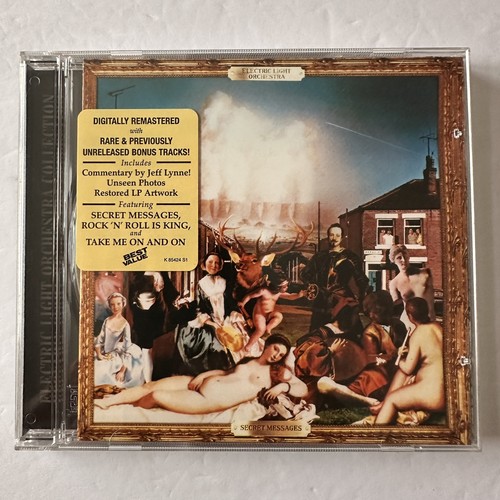 ELECTRIC LIGHT
ORCHESTRA
DIGITALLY REMASTERED
with
RARE & PREVIOUSLY
UNRELEASED BONUS TRACKS!
Includes
Commentary by Jeff Lynne!
Unseen Photos
Restored LP Artwork
Featuring
SECRET MESSAGES,
ROCK 'N' ROLL IS KING,
and
TAKE ME ON AND ON
BEST
VALUE
K 85424 S1
SECRET MESSAGES
ELECTRIC LIGHT ORCHESTRA COLLECTION